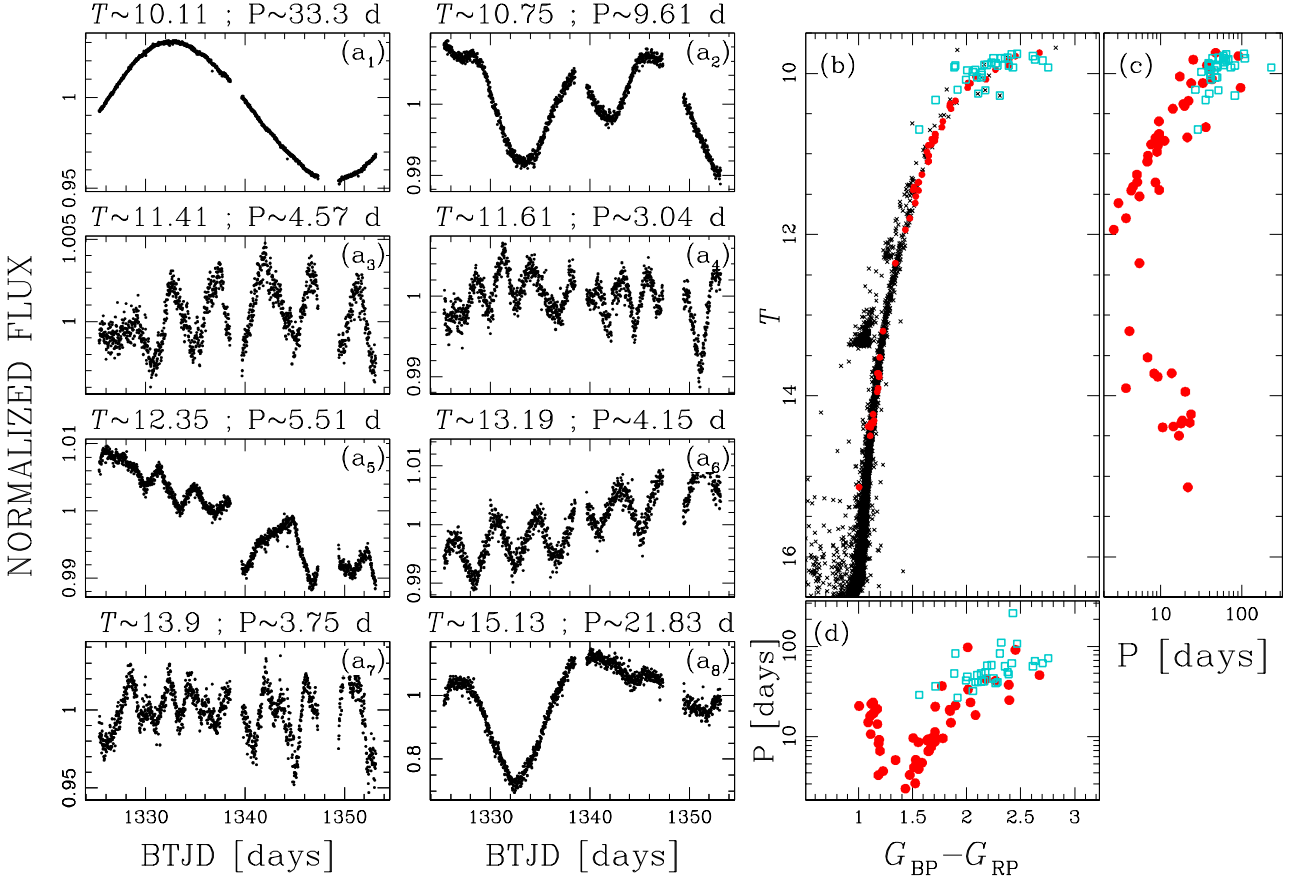 T~10.11 ; P~33.3 d
T~10.75 ; P~9.61 d
(a1)
(a2)
(b)
(c)
1
0.95
1
0.99
10
12
14
16
T
T~11.41 ; P~4.57 d
T~11.61 ; P~3.04 d
(a3)
(a4)
1.005
1
1
0.99
NORMALIZED FLUX
T~12.35 ; P~5.51 d
T~13.19 ; P~4.15 d
(a5)
(a6)
1.01
1
0.99
1.01
1
0.99
10 100
P [days]
T~13.9 ; P~3.75 d
T~15.13 ; P~21.83 d
(a7)
(a8)
(d)
1
0.95
1
0.8
100
10
P [days]
1330 1340 1350
1330 1340 1350
1 1.5 2 2.5 3
BTJD [days]
BTJD [days]
GBP−GRP